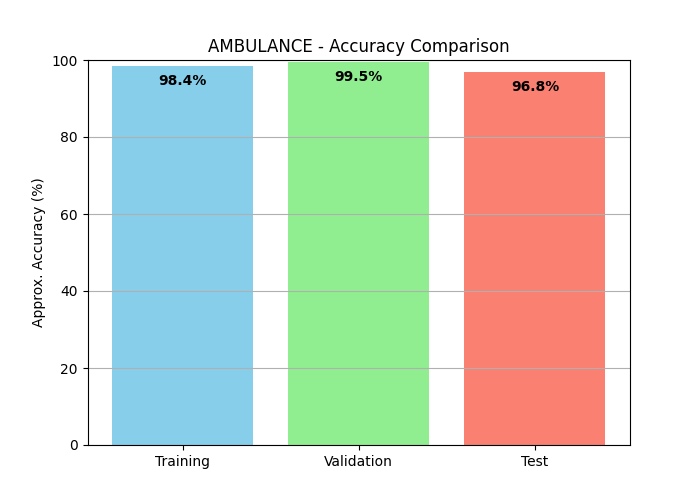 AMBULANCE - Accuracy Comparison
Approx. Accuracy (%)
100
80
60
40
20
0
98.4%
99.5%
96.8%
Training
Validation
Test